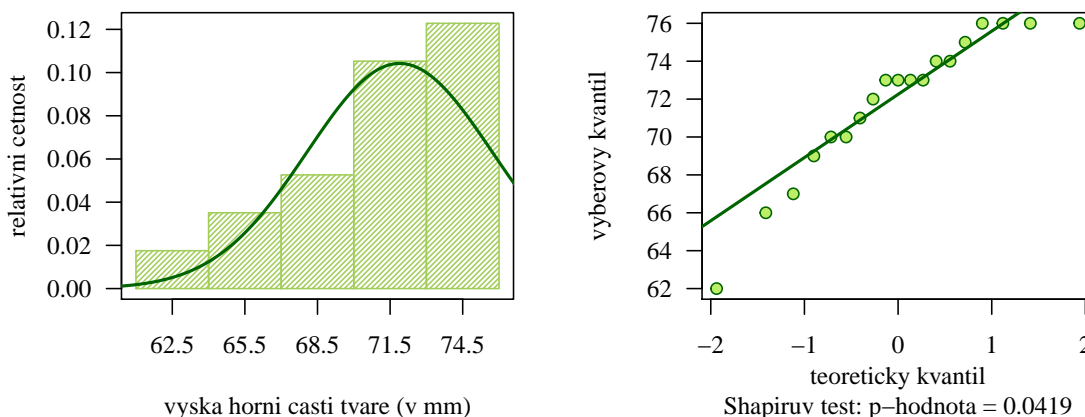 relativni cetnost
0.12
0.10
0.08
0.06
0.04
0.02
0.00
62.5 65.5 68.5 71.5 74.5
vyska horni casti tvare (v mm)
vyberovy kvantil
76
74
72
70
68
66
64
62
−2 −1 0 1 2
teoreticky kvantil
Shapiruv test: p−hodnota = 0.0419